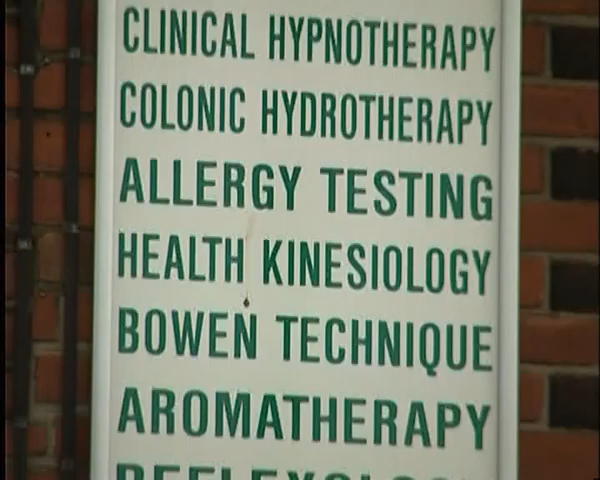 CLINICAL HYPNOTHERAPY
COLONIC HYDROTHERAPY
ALLERGY TESTING
HEALTH KINESIOLOGY
BOWEN TECHNIQUE
AROMATHERAPY